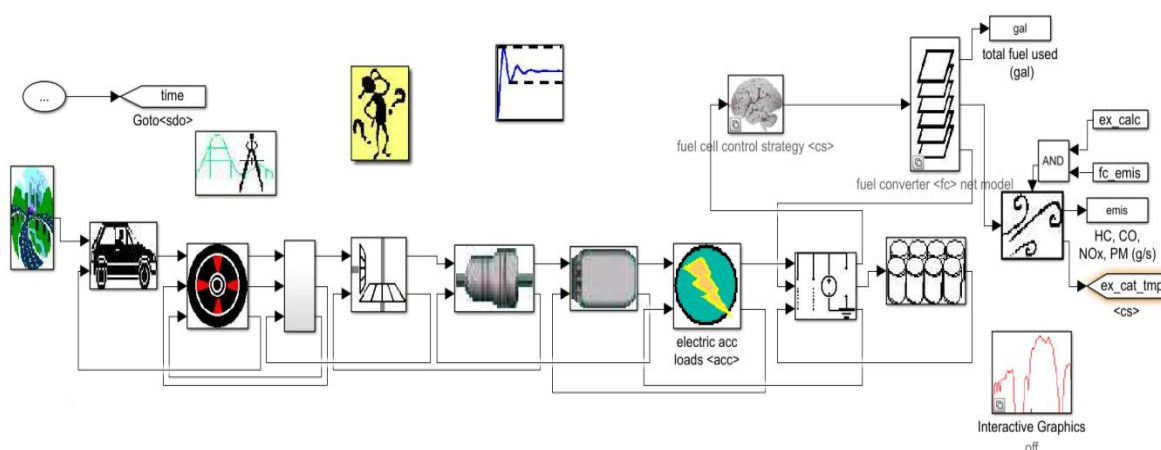 gal
total fuel used
(gal)
...
time
Goto<sdo>
fuel cell control strategy <cs>
fuel converter <fc> net model
ex_calc
AND
fc_emis
emis
HC, CO,
NOx, PM (g/s)
ex_cat_tmp
<cs>
electric acc
loads <acc>
Interactive Graphics
off